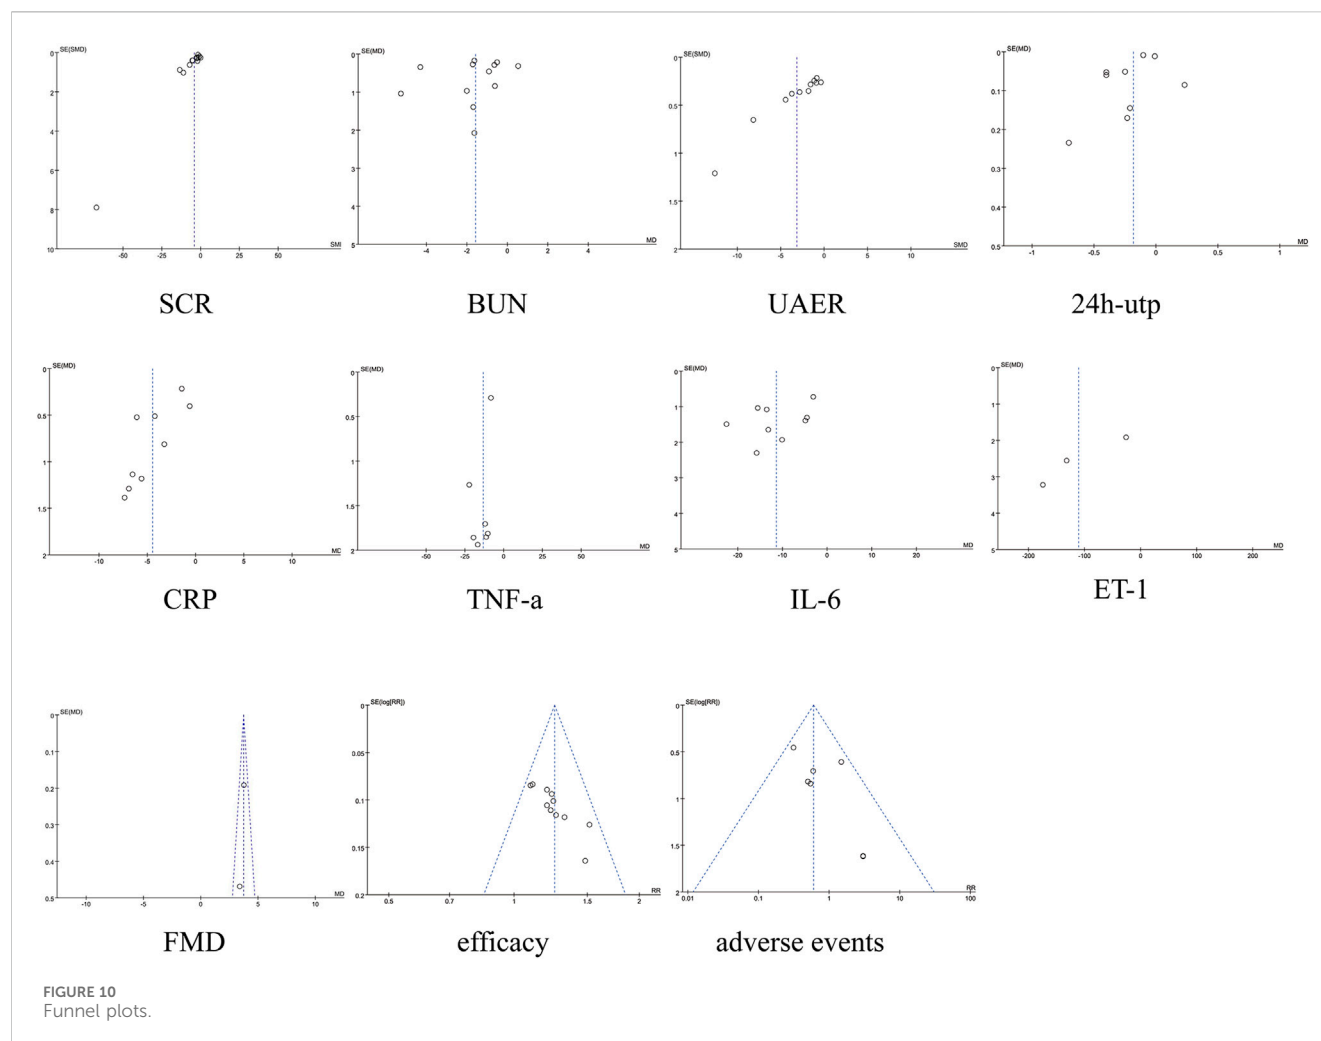 SE(SMD)
0
2
4
6
8
10
-50 -25 0 25 50
SMI
SCR
SE(MD)
0
1
2
3
4
5
-4 -2 0 2 4
MD
BUN
SE(SMD)
0
0.5
1
1.5
2
-10 -5 0 5 10
SMD
UAER
SE(MD)
0
0.1
0.2
0.3
0.4
0.5
-1 -0.5 0 0.5 1
MD
24h-utp
SE(MD)
0
0.5
1
1.5
2
-10 -5 0 5 10
MD
CRP
SE(MD)
0
0.5
1
1.5
2
-50 -25 0 25 50
MD
TNF-a
SE(MD)
0
1
2
3
4
5
-20 -10 0 10 20
MD
IL-6
SE(MD)
0
1
2
3
4
5
-200 -100 0 100 200
MD
ET-1
SE(MD)
0
0.1
0.2
0.3
0.4
0.5
-10 -5 0 5 10
MD
FMD
SE(log[RR])
0
0.05
0.1
0.15
0.2
0.5 0.7 1 1.5 2
RR
efficacy
SE(log[RR])
0
0.5
1
1.5
2
0.01 0.1 1 10 100
RR
adverse events
FIGURE 10
Funnel plots.